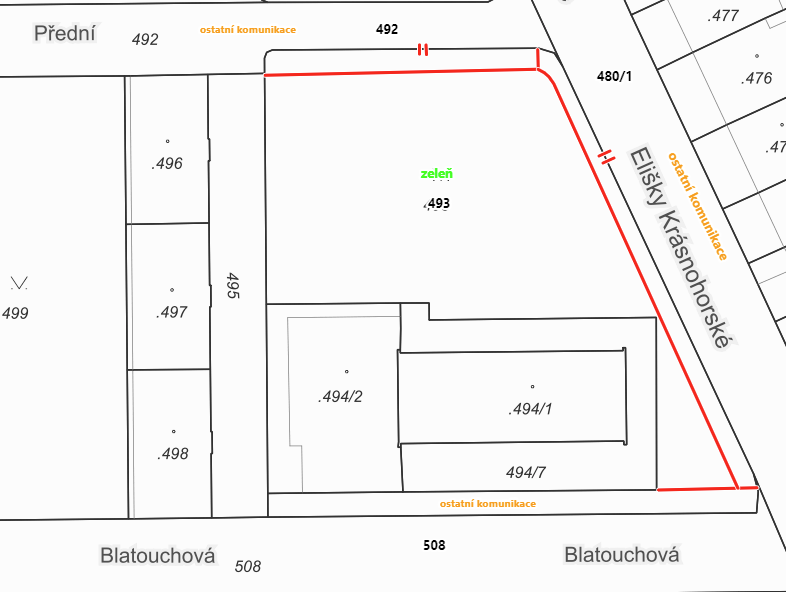 .477
Přední
492
ostatní komunikace
492
480/1
.476
.47
.496
zeleň
493
Elišky Krásnohorské
ostatní komunikace
499
.497
495
.494/2
.494/1
.498
494/7
ostatní komunikace
Blatouchová
508
508
Blatouchová